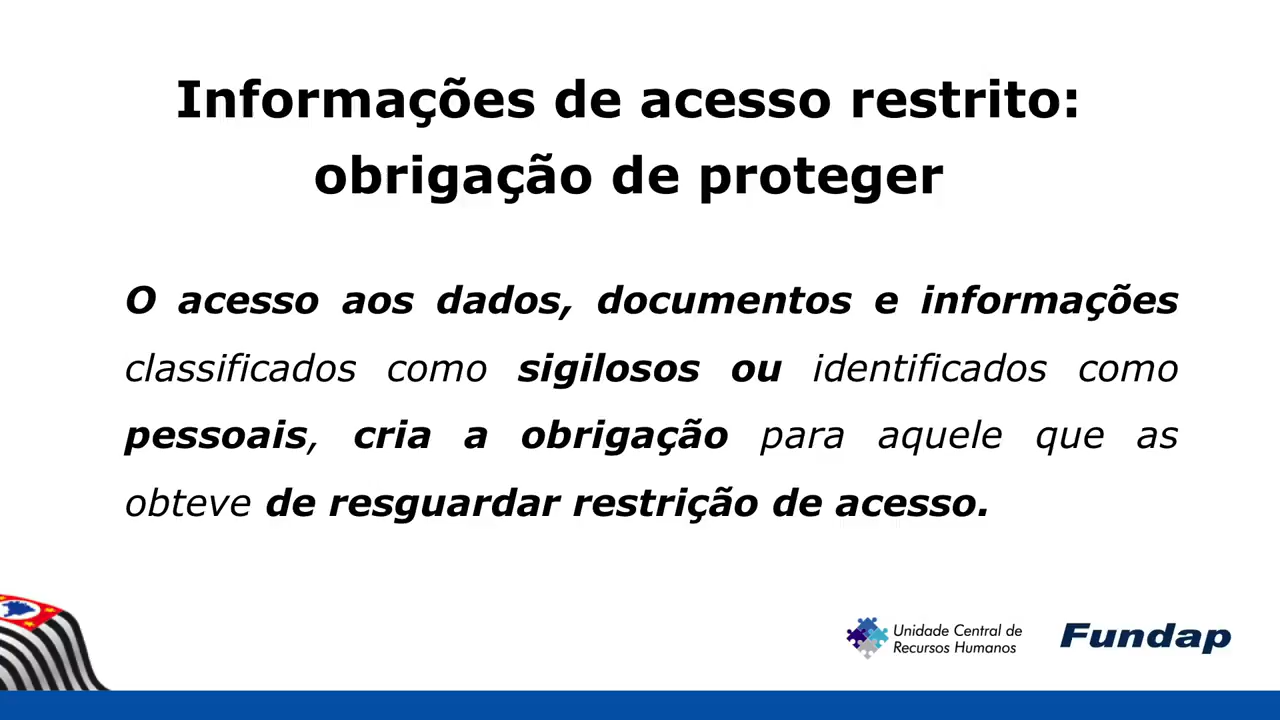 Informações de acesso restrito:
obrigação de proteger
O acesso aos dados, documentos e informações
classificados como sigilosos ou identificados como
pessoais, cria a obrigação para aquele que as
obteve de resguardar restrição de acesso.
Unidade Central de
Recursos Humanos
Fundap